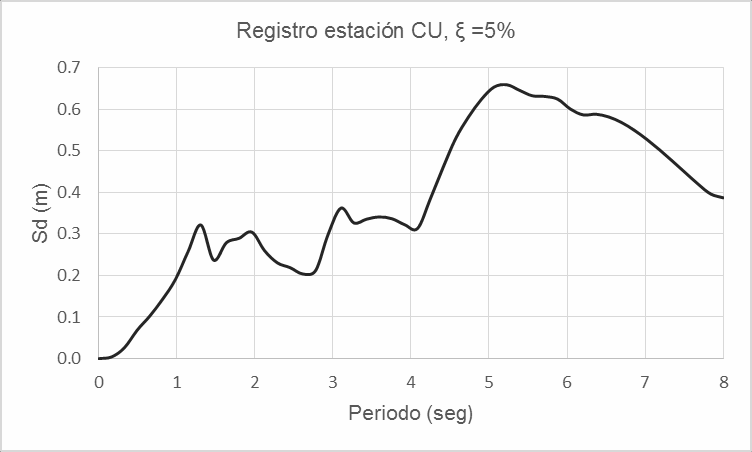 Registro estación CU, ξ =5%
0.7
0.6
0.5
0.4
0.3
0.2
0.1
0.0
Sd (m)
0 1 2 3 4 5 6 7 8
Periodo (seg)